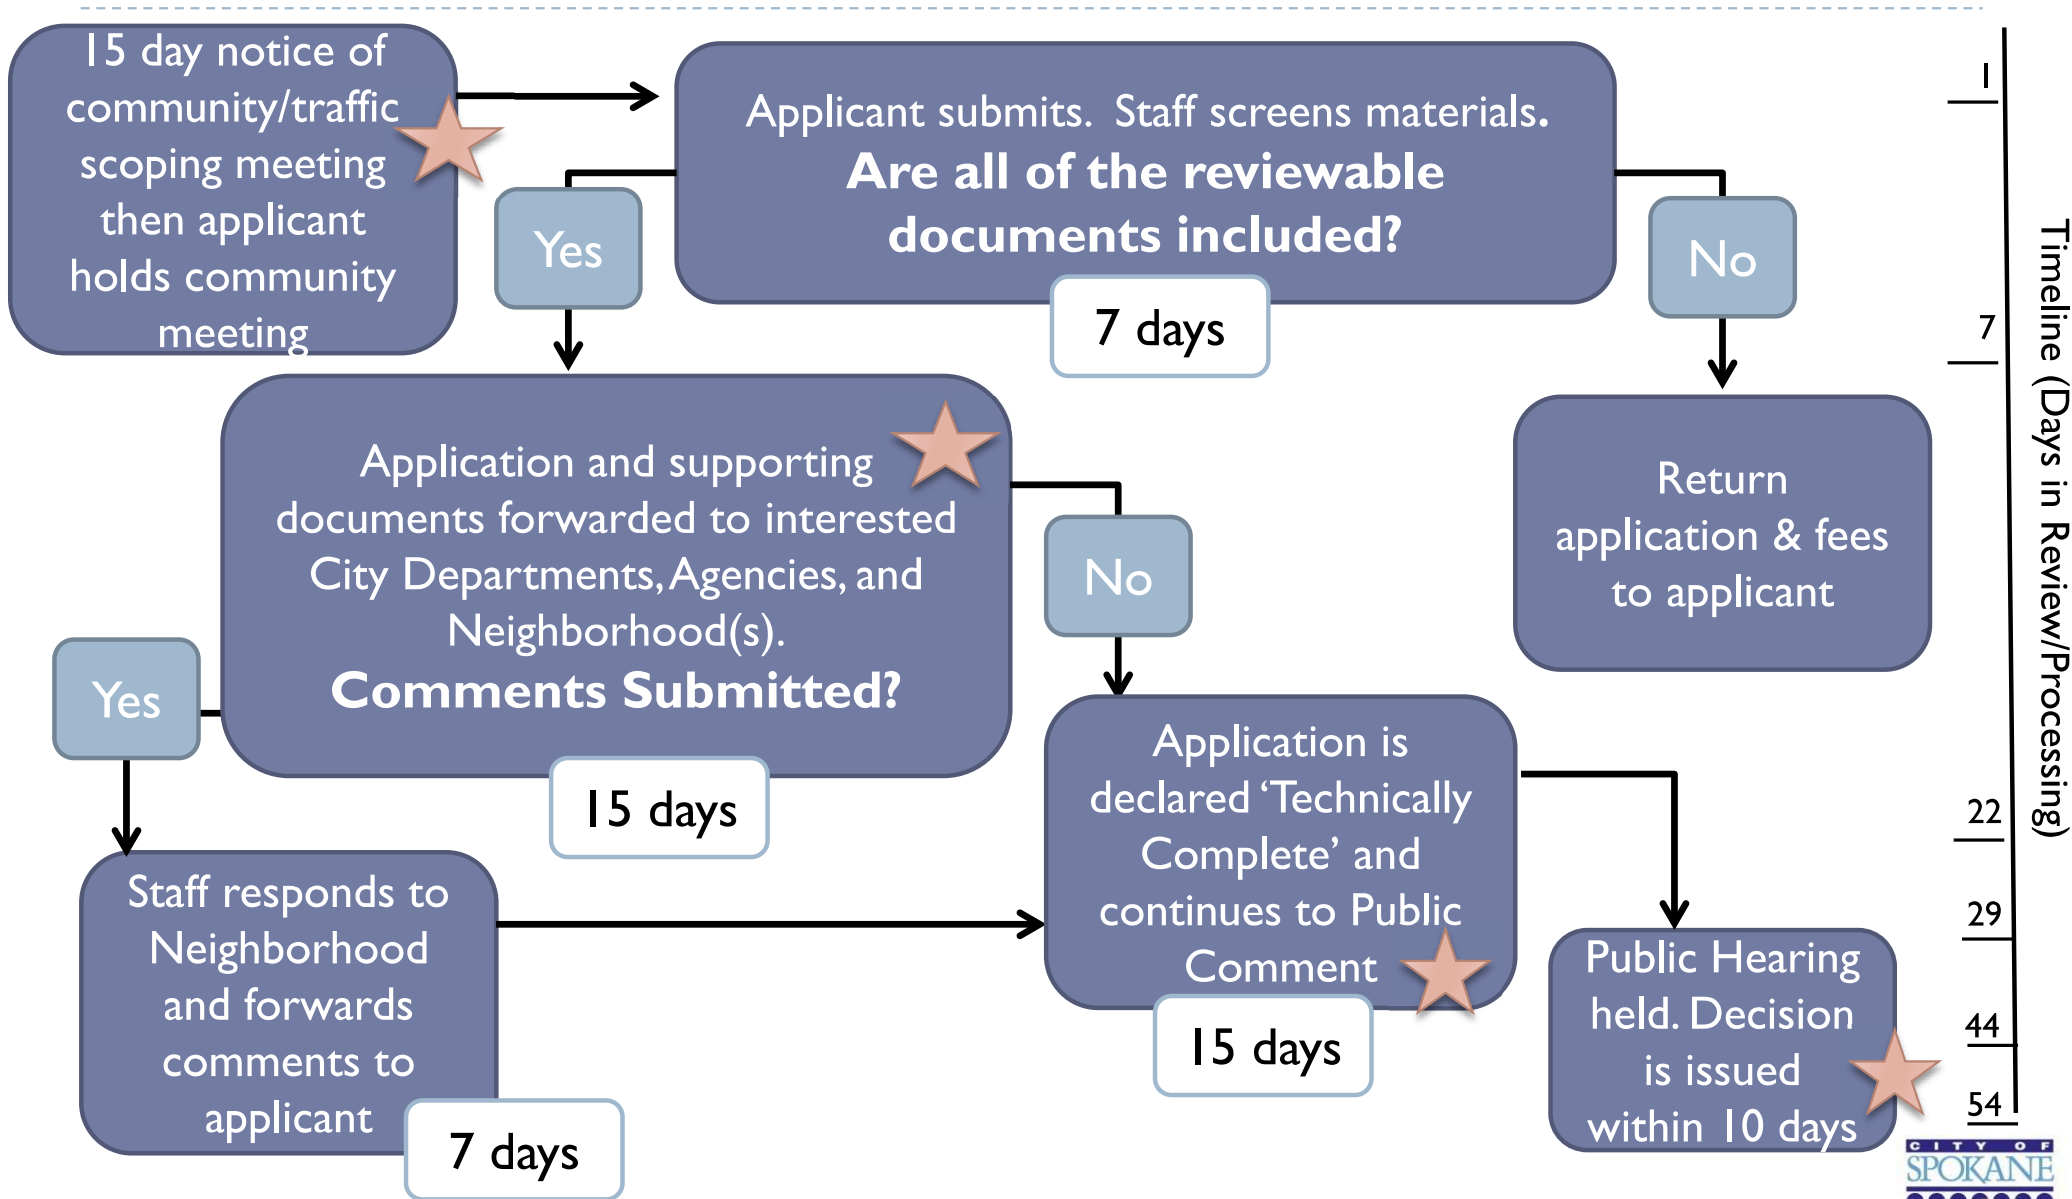 15 day notice of
community/traffic
scoping meeting
then applicant
holds community
meeting
Applicant submits.  Staff screens materials.
Are all of the reviewable
documents included?
7 days
Yes
No
Return
application & fees
to applicant
Application and supporting
documents forwarded to interested
City Departments, Agencies, and
Neighborhood(s).
Comments Submitted?
15 days
Yes
No
Staff responds to
Neighborhood
and forwards
comments to
applicant
7 days
Application is
declared ‘Technically
Complete’ and
continues to Public
Comment
15 days
Public Hearing
held. Decision
is issued
within 10 days
1
7
22
29
44
54
Timeline (Days in Review/Processing)
CITY OF
SPOKANE